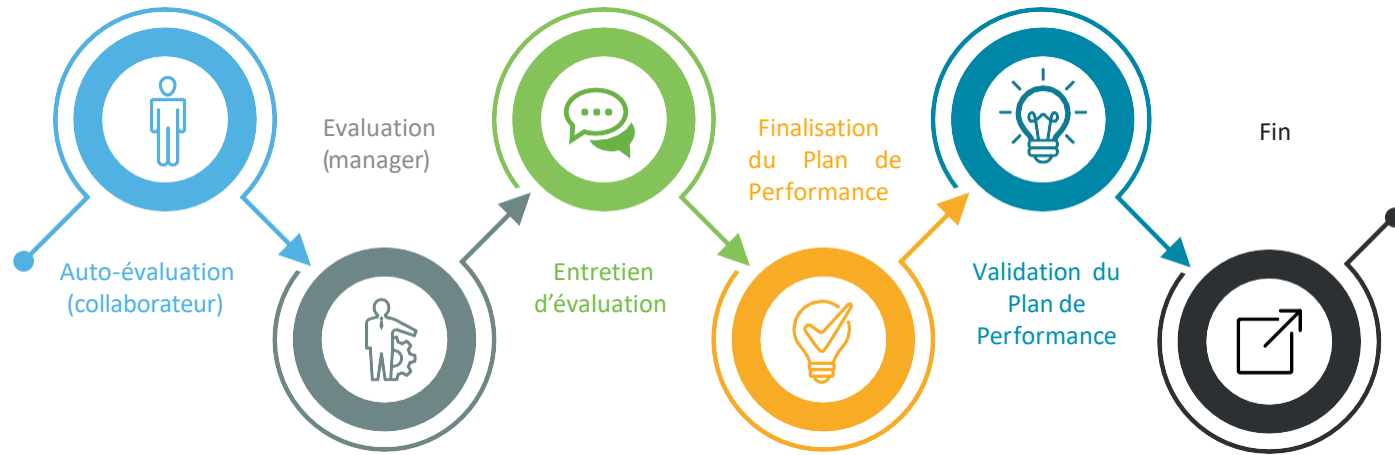 Auto-évaluation
(collaborateur)
Evaluation
(manager)
Entretien
d’évaluation
Finalisation
du Plan de
Performance
Validation du
Plan de
Performance
Fin